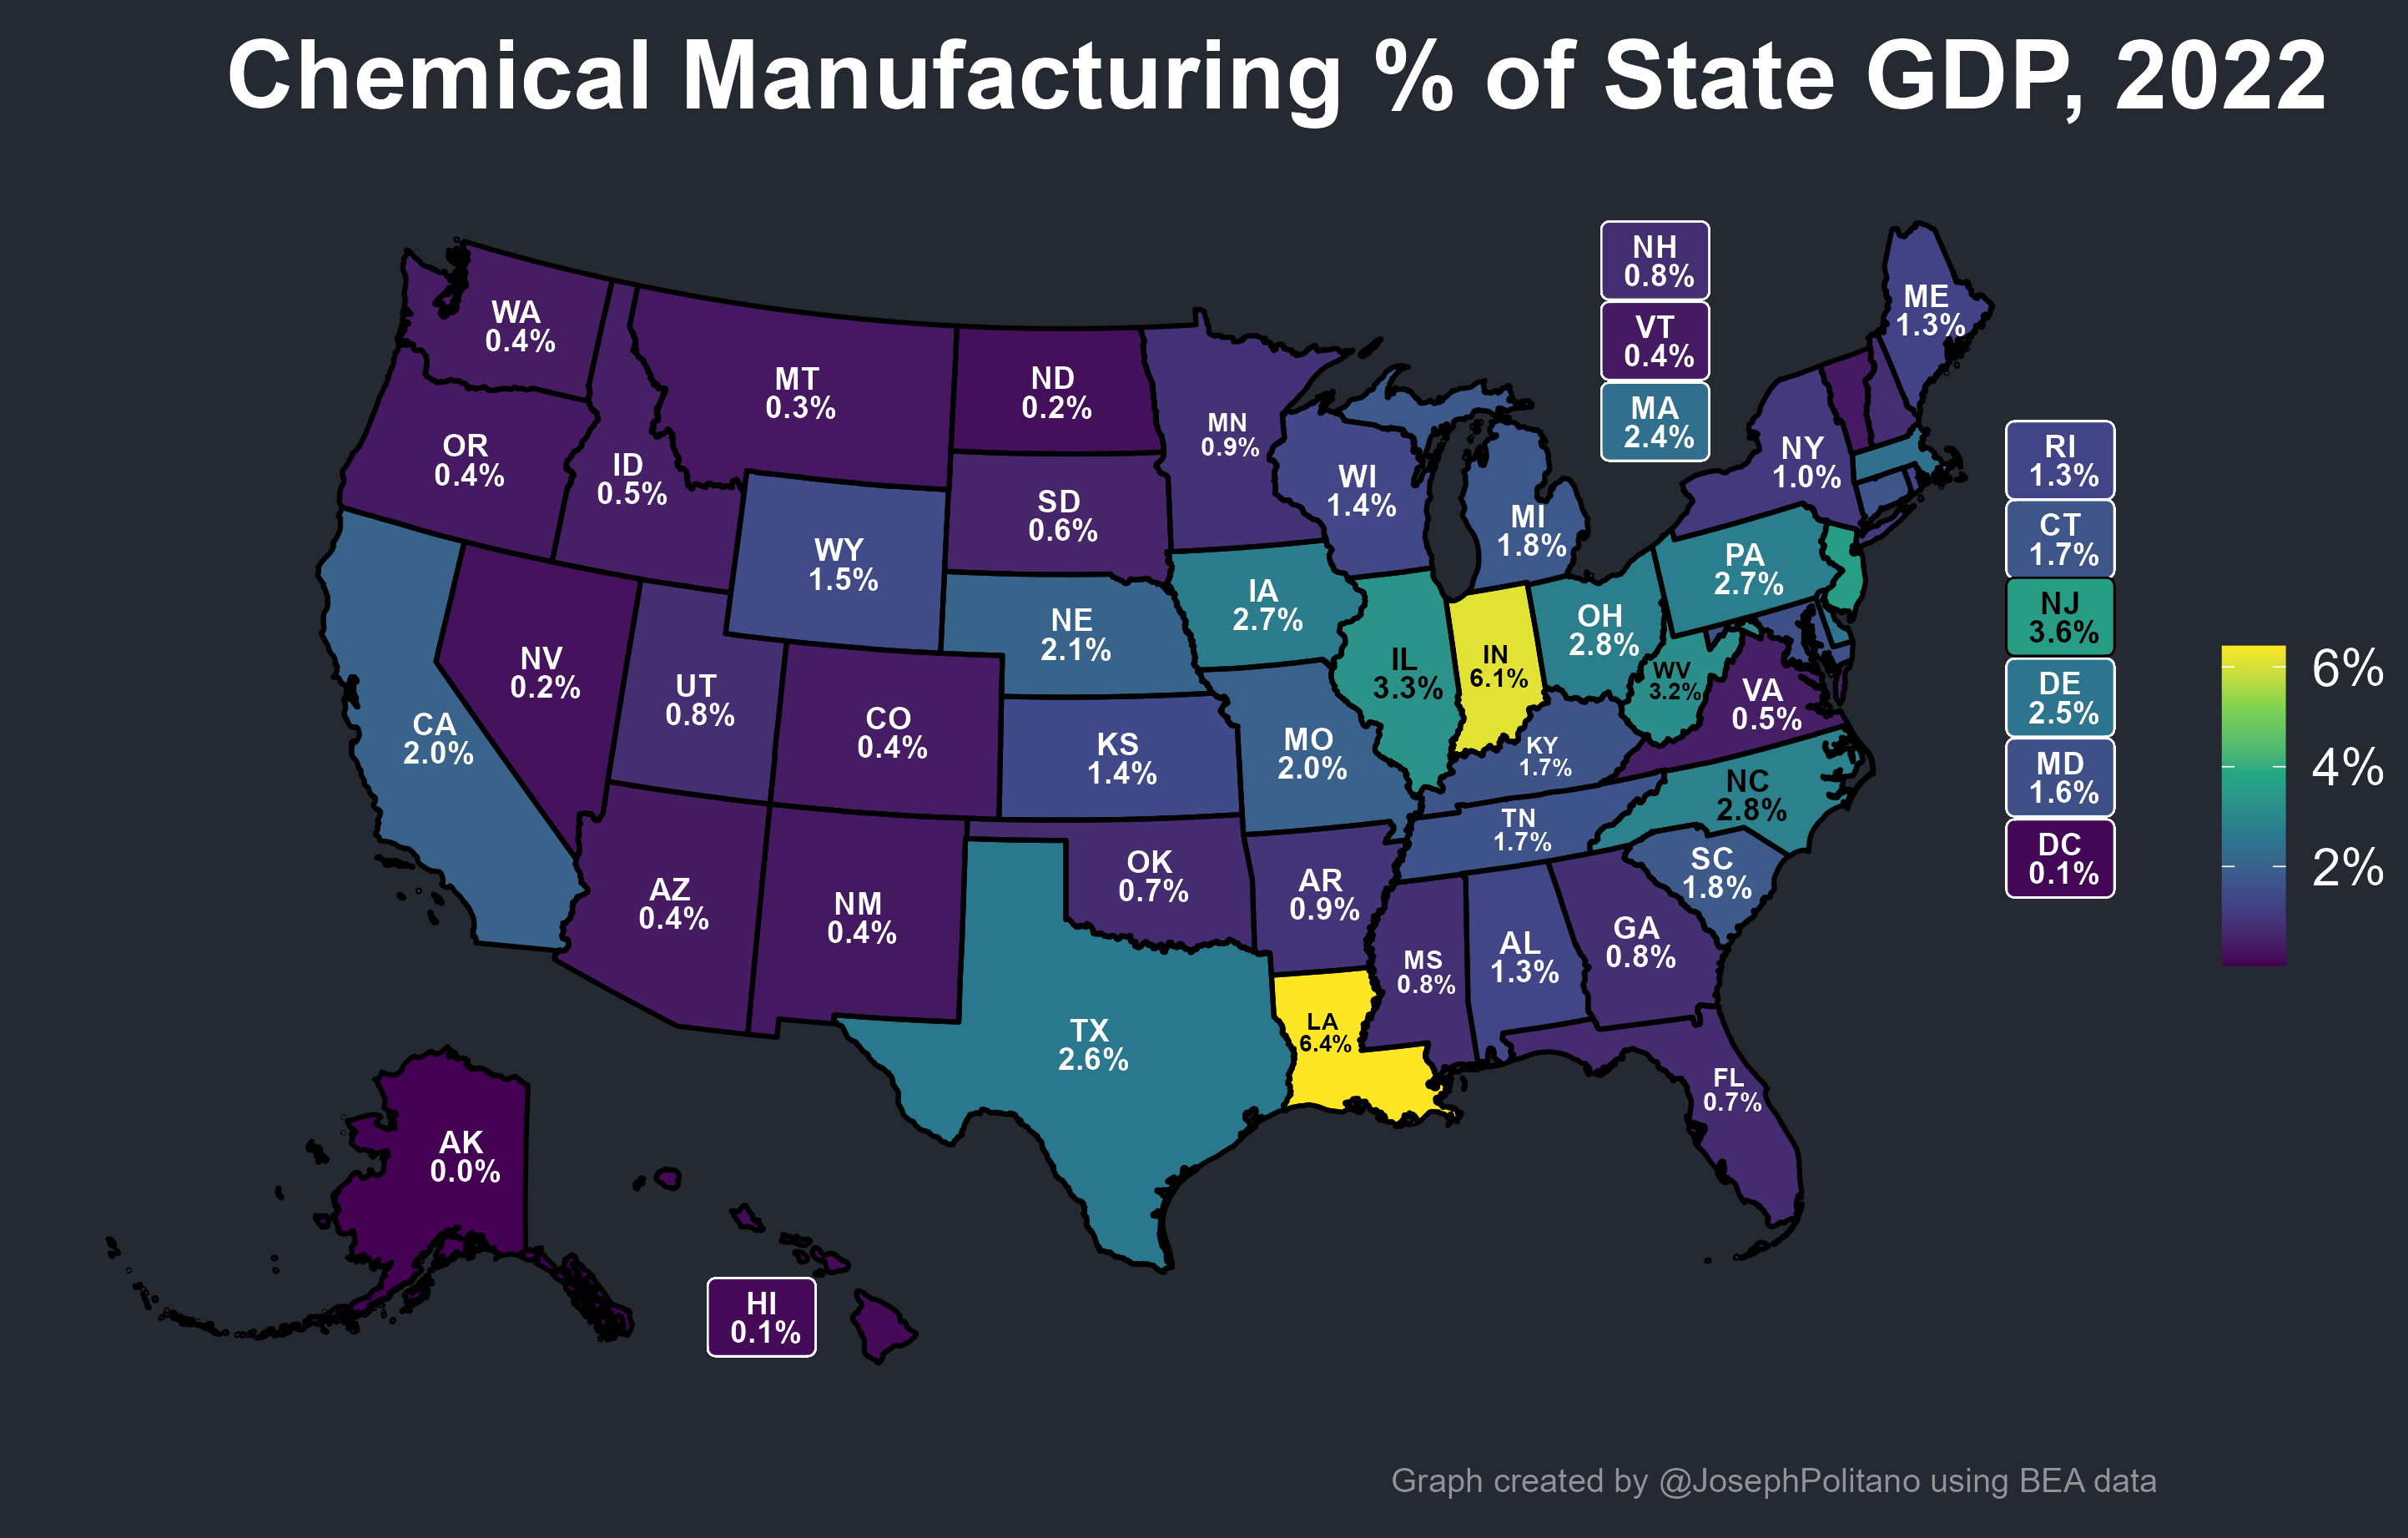 Chemical Manufacturing % of State GDP, 2022
NH
0.8%
VT
0.4%
MA
2.4%
ME
1.3%
WA
0.4%
MT
0.3%
ND
0.2%
MN
0.9%
OR
0.4%
ID
0.5%
SD
0.6%
WI
1.4%
MI
1.8%
NY
1.0%
RI
1.3%
CT
1.7%
NJ
3.6%
DE
2.5%
MD
1.6%
DC
0.1%
WY
1.5%
NE
2.1%
IA
2.7%
PA
2.7%
NV
0.2%
UT
0.8%
CO
0.4%
KS
1.4%
MO
2.0%
IL
3.3%
IN
6.1%
OH
2.8%
WV
3.2%
VA
0.5%
CA
2.0%
KY
1.7%
NC
2.8%
TN
1.7%
SC
1.8%
AZ
0.4%
NM
0.4%
OK
0.7%
AR
0.9%
MS
0.8%
AL
1.3%
GA
0.8%
TX
2.6%
LA
6.4%
FL
0.7%
AK
0.0%
HI
0.1%
6%
4%
2%
Graph created by @JosephPolitano using BEA data